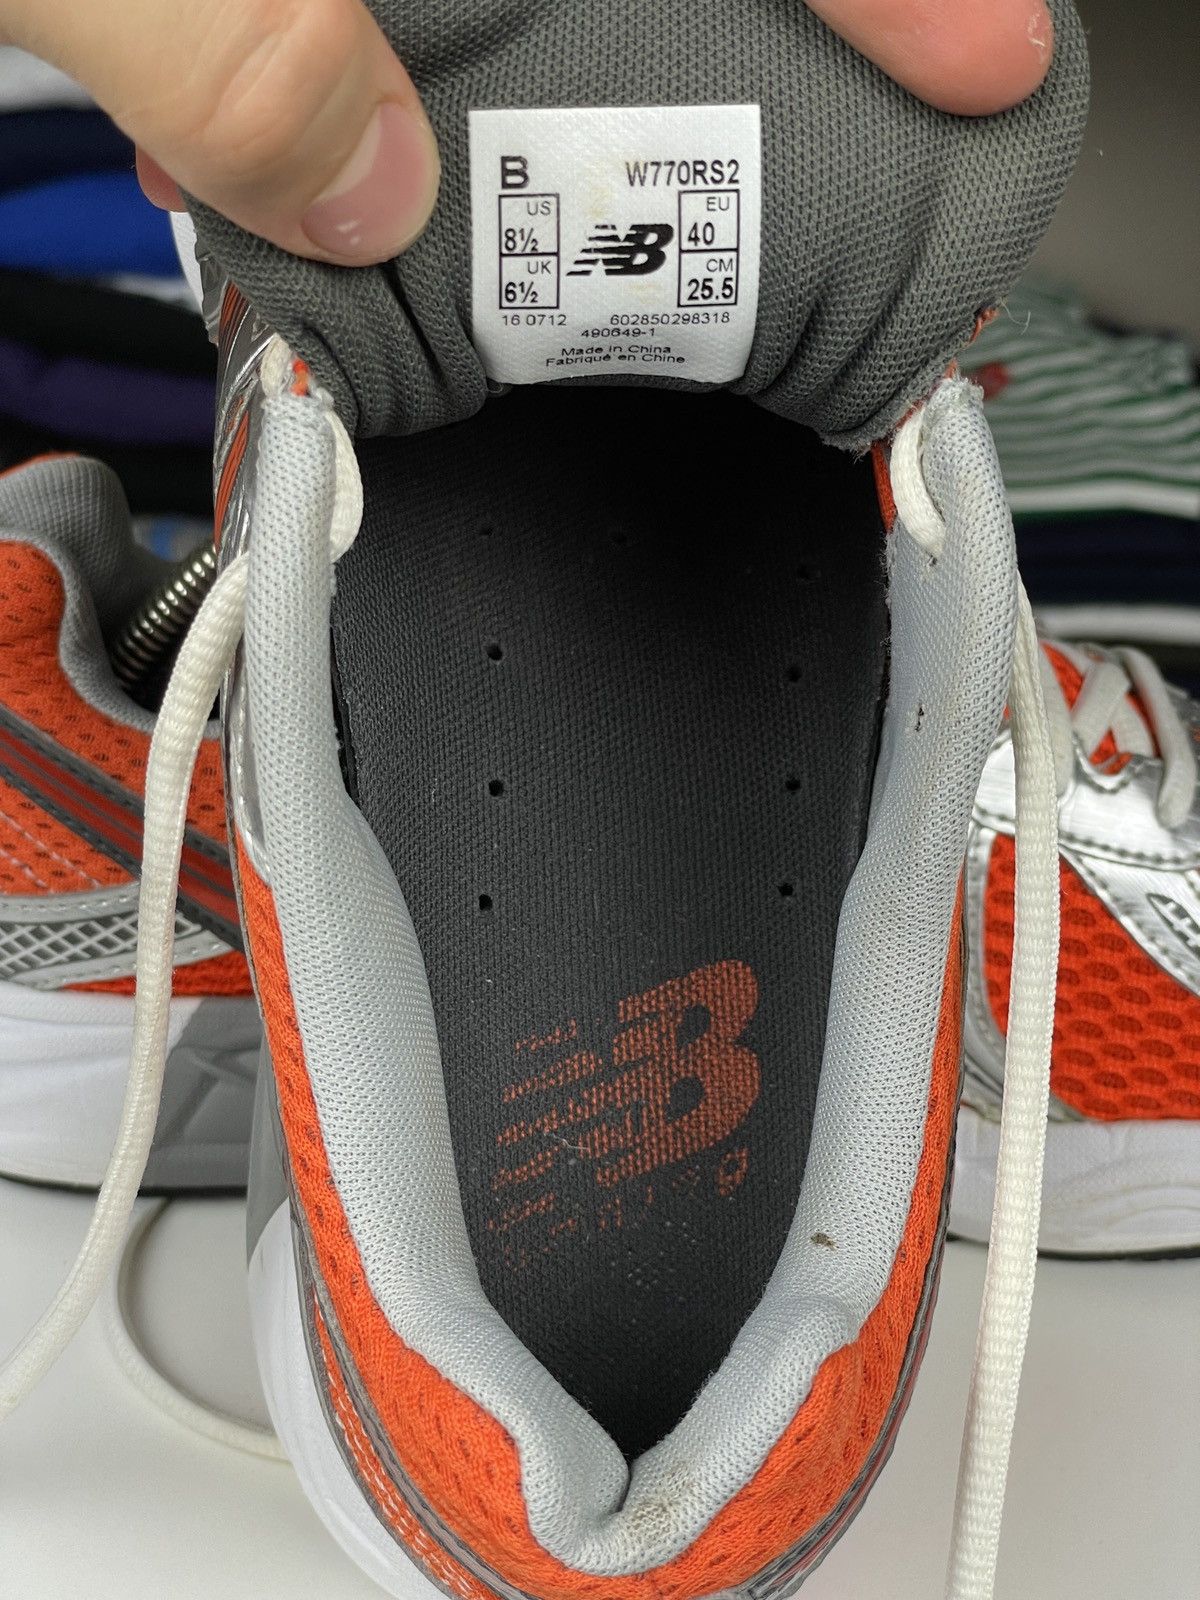 B W770RS2
US EU
8½ NB 40
UK CM
6½ 25.5
16 0712 602850298318
490649-1
Made in China
Fabriqué en Chine